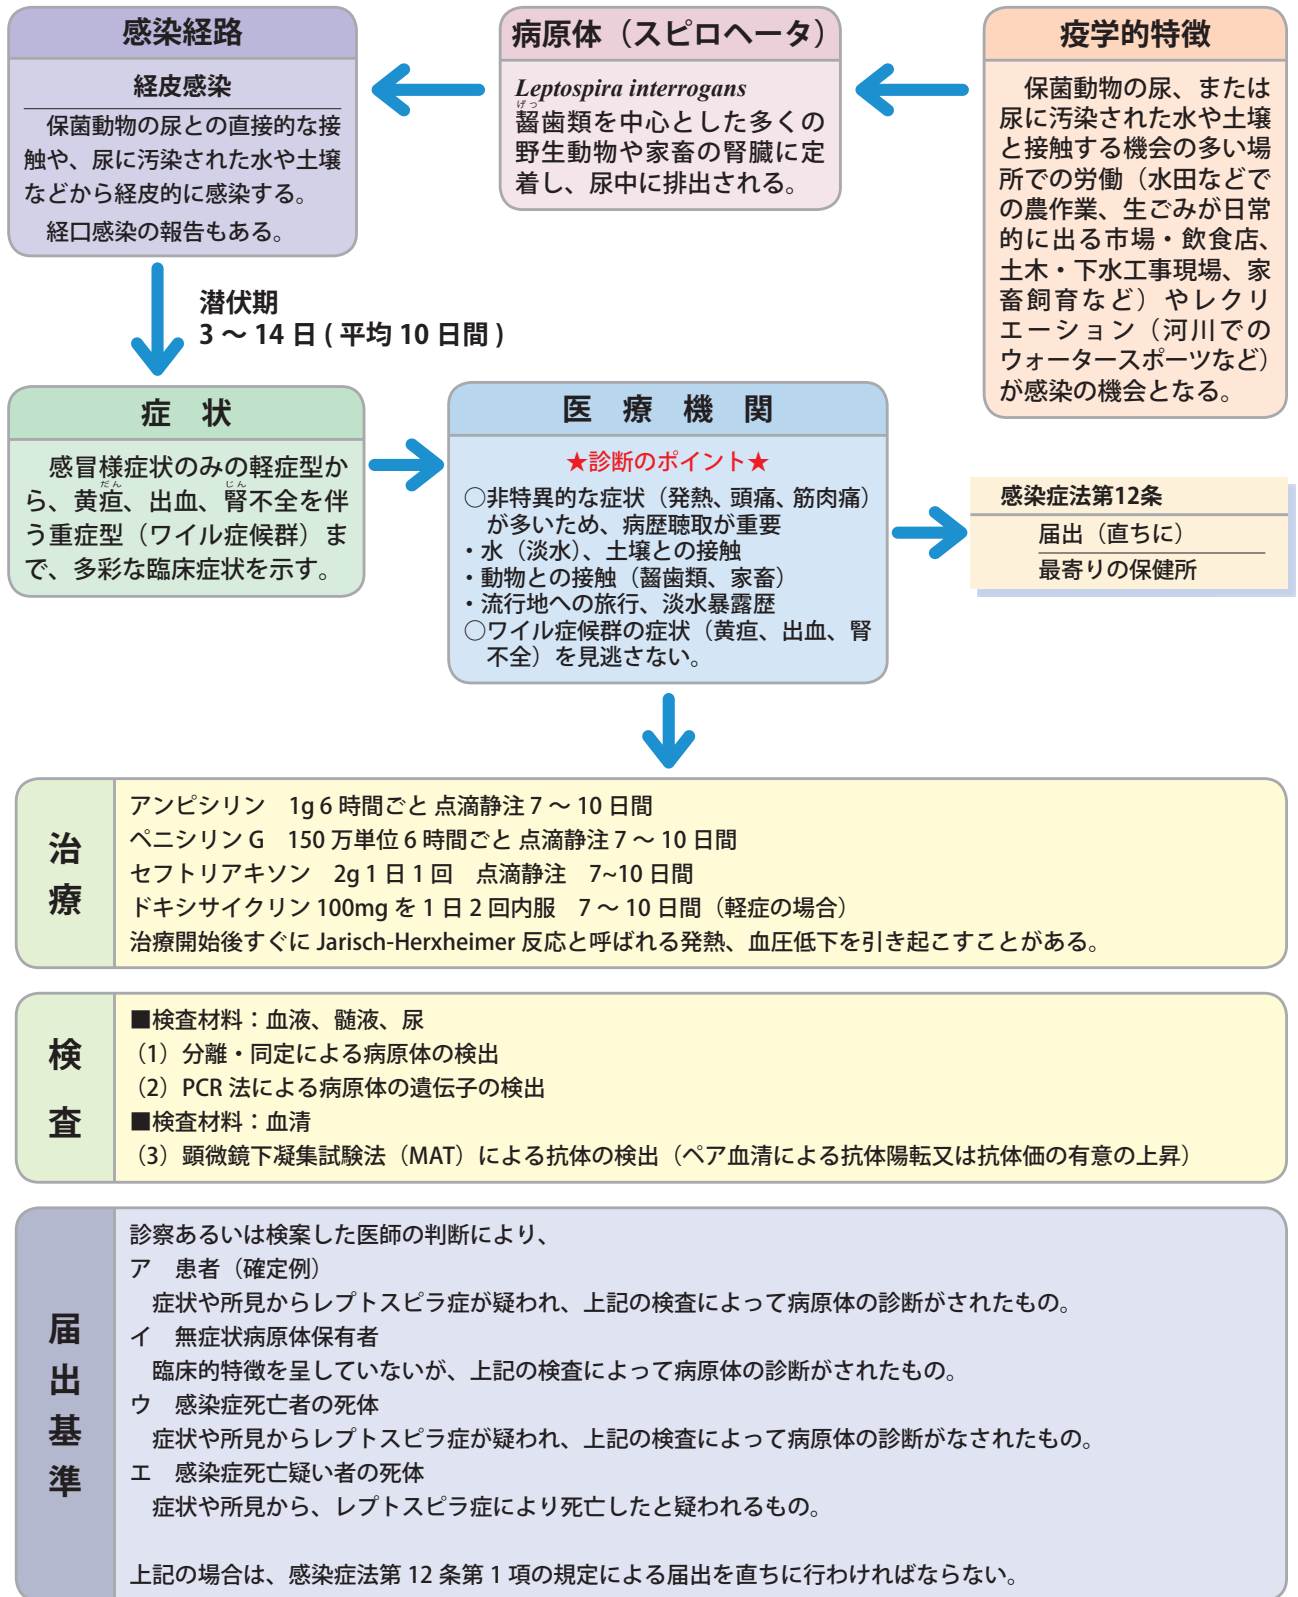 感染経路
経皮感染
保菌動物の尿との直接的な接
触や、尿に汚染された水や土壌
などから経皮的に感染する。
経口感染の報告もある。
病原体（スピロヘータ）
Leptospira interrogans
げっ
齧歯類を中心とした多くの
野生動物や家畜の腎臓に定
着し、尿中に排出される。
疫学的特徴
保菌動物の尿、または
尿に汚染された水や土壌
と接触する機会の多い場
所での労働（水田などで
の農作業、生ごみが日常
的に出る市場・飲食店、
土木・下水工事現場、家
畜飼育など）やレクリ
エーション（河川での
ウォータースポーツなど）
が感染の機会となる。
潜伏期
3 ～ 14 日 ( 平均 10 日間 )
症　状
感冒様症状のみの軽症型か
だん　じん
ら、黄疸、出血、腎不全を伴
う重症型（ワイル症候群）ま
で、多彩な臨床症状を示す。
医　療　機　関
★診断のポイント★
○非特異的な症状（発熱、頭痛、筋肉痛）
が多いため、病歴聴取が重要
・水（淡水）、土壌との接触
・動物との接触（齧歯類、家畜）
・流行地への旅行、淡水暴露歴
○ワイル症候群の症状（黄疸、出血、腎
不全）を見逃さない。
感染症法第12条
届出（直ちに）
最寄りの保健所
治療
アンピシリン　1g 6 時間ごと 点滴静注 7 ～ 10 日間
ペニシリン G　150 万単位 6 時間ごと 点滴静注 7 ～ 10 日間
セフトリアキソン　2g 1 日 1 回　点滴静注　7~10 日間
ドキシサイクリン 100mg を 1 日 2 回内服　7 ～ 10 日間（軽症の場合）
治療開始後すぐに Jarisch-Herxheimer 反応と呼ばれる発熱、血圧低下を引き起こすことがある。
検査
■検査材料：血液、髄液、尿
（1）分離・同定による病原体の検出
（2）PCR 法による病原体の遺伝子の検出
■検査材料：血清
（3）顕微鏡下凝集試験法（MAT）による抗体の検出（ペア血清による抗体陽転又は抗体価の有意の上昇）
届出基準
診察あるいは検案した医師の判断により、
ア　患者（確定例）
症状や所見からレプトスピラ症が疑われ、上記の検査によって病原体の診断がされたもの。
イ　無症状病原体保有者
臨床的特徴を呈していないが、上記の検査によって病原体の診断がされたもの。
ウ　感染症死亡者の死体
症状や所見からレプトスピラ症が疑われ、上記の検査によって病原体の診断がなされたもの。
エ　感染症死亡疑い者の死体
症状や所見から、レプトスピラ症により死亡したと疑われるもの。
上記の場合は、感染症法第 12 条第 1 項の規定による届出を直ちに行わければならない。